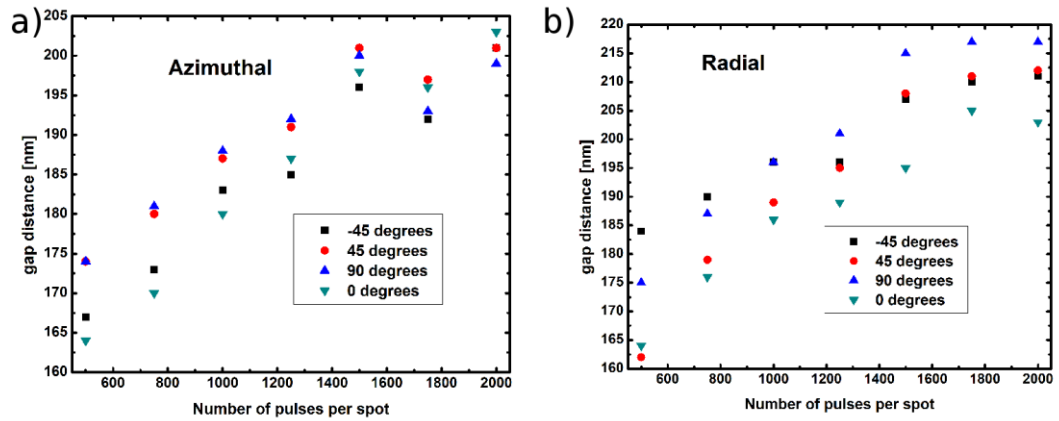 a)
Azimuthal
gap distance [nm]
205
200
195
190
185
180
175
170
165
160
600 800 1000 1200 1400 1600 1800 2000
Number of pulses per spot
-45 degrees
45 degrees
90 degrees
0 degrees
b)
Radial
gap distance [nm]
220
215
210
205
200
195
190
185
180
175
170
165
160
600 800 1000 1200 1400 1600 1800 2000
Number of pulses per spot
-45 degrees
45 degrees
90 degrees
0 degrees